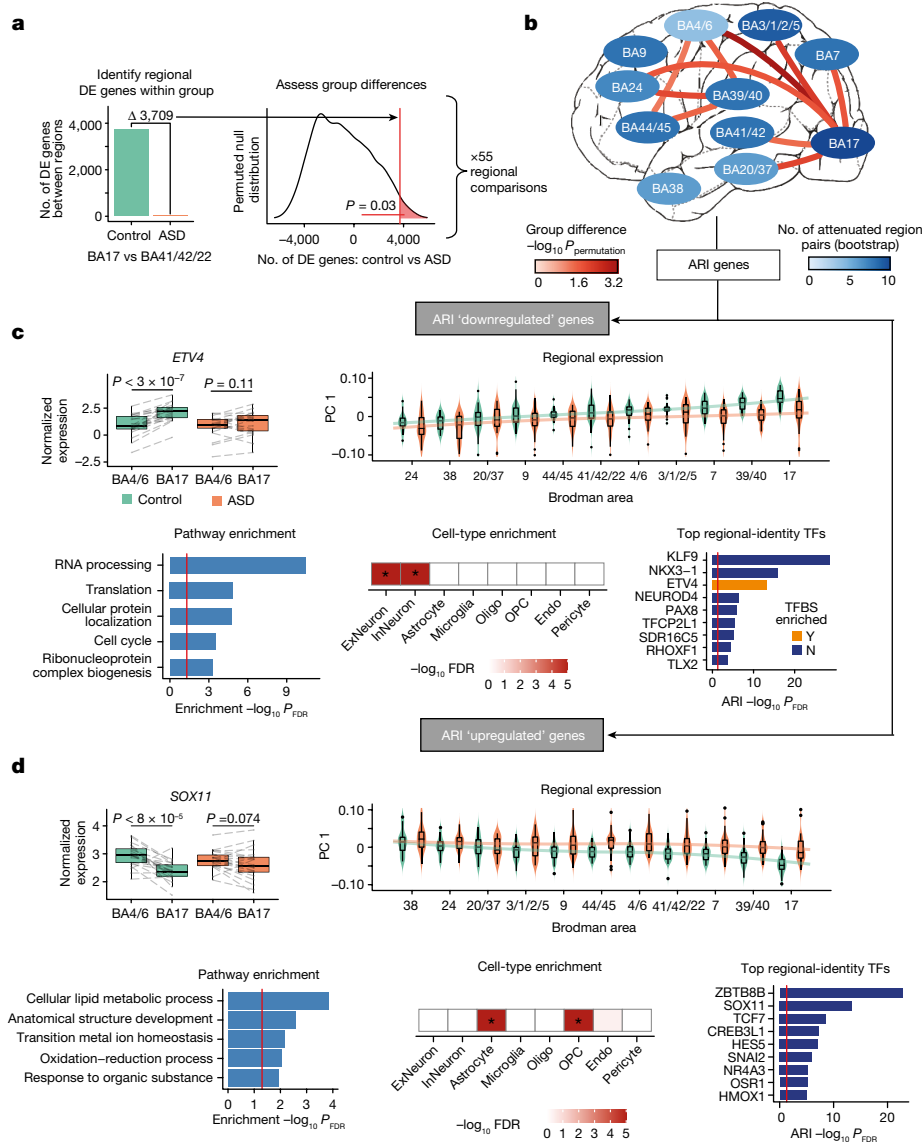 a
Identify regional
DE genes within group
Δ 3,709
No. of DE genes
between regions
4,000
2,000
0
Control ASD
BA17 vs BA41/42/22
Assess group differences
Permuted null
distribution
P = 0.03
−4,000 0 4,000
No. of DE genes: control vs ASD
×55
regional
comparisons
b
BA4/6
BA3/1/2/5
BA9
BA7
BA24
BA39/40
BA44/45
BA41/42
BA17
BA20/37
BA38
Group difference
−log10 Ppermutation
0 1.6 3.2
ARI genes
No. of attenuated region
pairs (bootstrap)
0 5 10
ARI ‘downregulated’ genes
c
ETV4
P < 3 × 10−7
P = 0.11
Normalized
expression
2.5
0
−2.5
BA4/6 BA17 BA4/6 BA17
Control ASD
Regional expression
PC 1
0.10
0
−0.10
24 38 20/37 9 44/45 41/42/22 4/6 3/1/2/5 7 39/40 17
Brodman area
Pathway enrichment
RNA processing
Translation
Cellular protein
localization
Cell cycle
Ribonucleoprotein
complex biogenesis
0 3 6 9
Enrichment −log10 PFDR
Cell-type enrichment
* *
ExNeuron
InNeuron
Astrocyte
Microglia
Oligo
OPC
Endo
Pericyte
−log10 FDR
0 1 2 3 4 5
Top regional-identity TFs
KLF9
NKX3−1
ETV4
NEUROD4
PAX8
TFCP2L1
SDR16C5
RHOXF1
TLX2
TFBS
enriched
Y
N
0 10 20
ARI −log10 PFDR
ARI ‘upregulated’ genes
d
SOX11
P < 8 × 10−5
P =0.074
Normalized
expression
4
3
2
BA4/6 BA17 BA4/6 BA17
Regional expression
PC 1
0.10
0
−0.10
38 24 20/37 3/1/2/5 9 44/45 4/6 41/42/22 7 39/40 17
Brodman area
Pathway enrichment
Cellular lipid metabolic process
Anatomical structure development
Transition metal ion homeostasis
Oxidation−reduction process
Response to organic substance
0 1 2 3 4
Enrichment −log10 PFDR
Cell-type enrichment
* *
ExNeuron
InNeuron
Astrocyte
Microglia
Oligo
OPC
Endo
Pericyte
−log10 FDR
0 1 2 3 4 5
Top regional-identity TFs
ZBTB8B
SOX11
TCF7
CREB3L1
HES5
SNAI2
NR4A3
OSR1
HMOX1
0 10 20
ARI −log10 PFDR